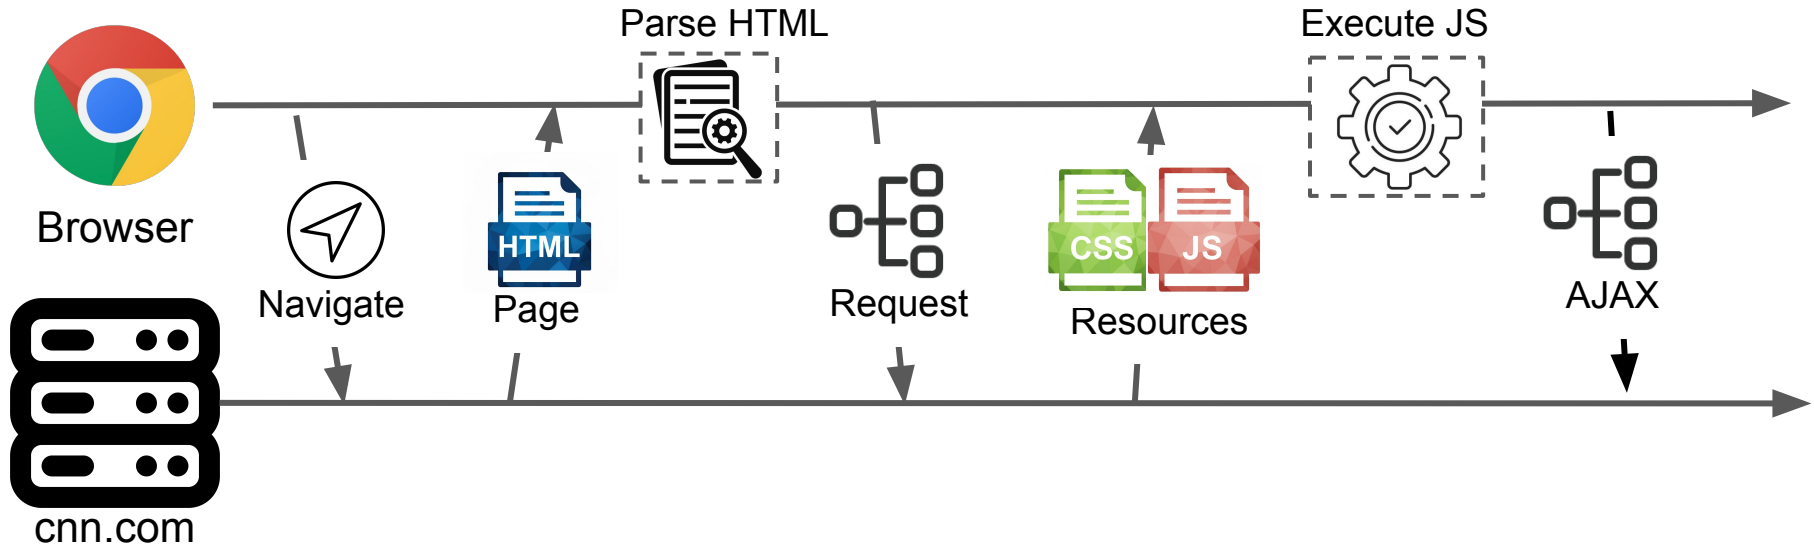 Parse HTML
Execute JS
Browser
HTML
CSS
JS
Navigate
Page
Request
Resources
AJAX
cnn.com